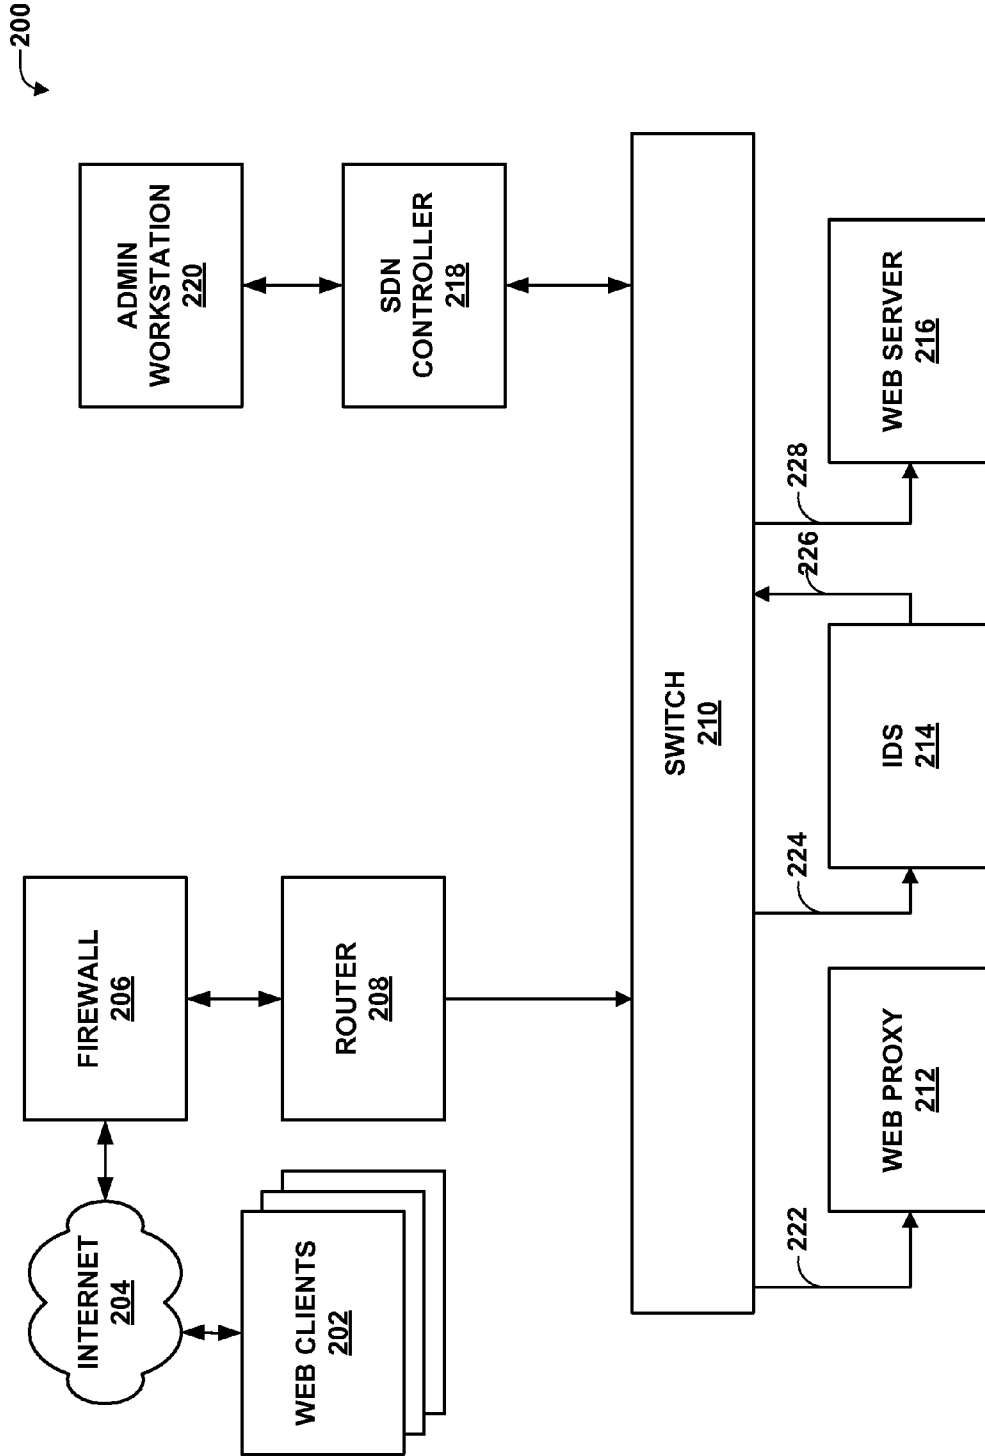 200
INTERNET
204
FIREWALL
206
ADMIN
WORKSTATION
220
WEB CLIENTS
202
ROUTER
208
SDN
CONTROLLER
218
SWITCH
210
222
224
226
228
WEB PROXY
212
IDS
214
WEB SERVER
216